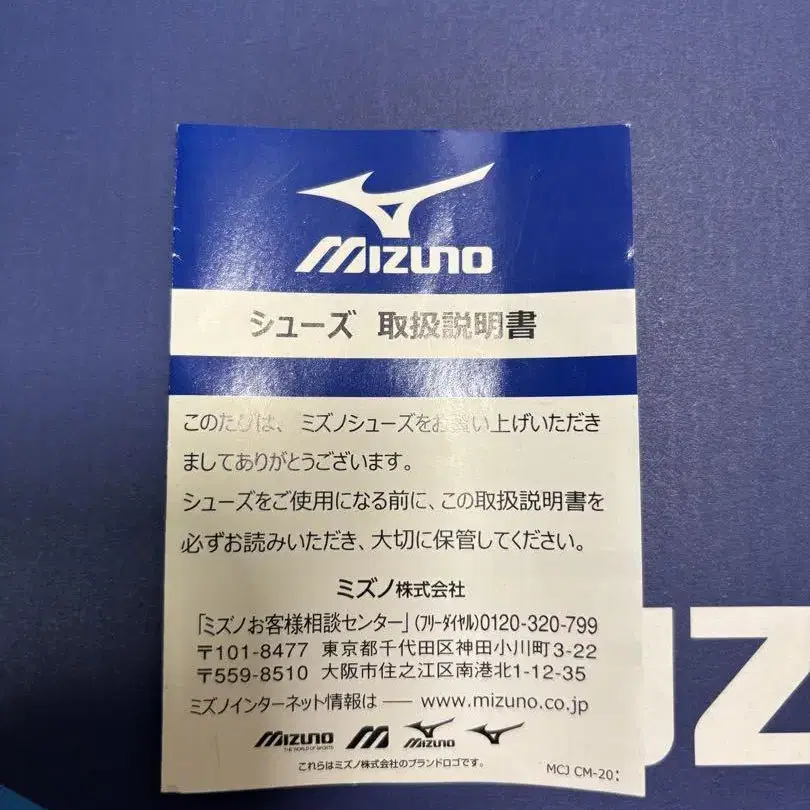 MIZUNO
シューズ 取扱説明書
このたびは、ミズノシューズをお買い上げいただき
ましてありがとうございます。
シューズをご使用になる前に、この取扱説明書を
必ずお読みいただき、大切に保管してください。
ミズノ株式会社
「ミズノお客様相談センター」(フリーダイヤル)0120-320-799
〒101-8477 東京都千代田区神田小川町3-22
〒559-8510 大阪市住之江区南港北1-12-35
ミズノインターネット情報は ── www.mizuno.co.jp
MIZUNO
THE WORLD OF SPORTS
MIZUNO
これらはミズノ株式会社のブランドロゴです。
MCJ CM-20
UZ